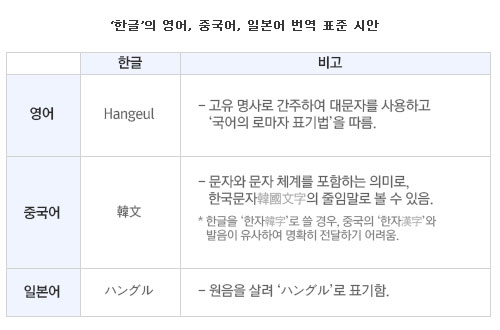 ‘한글’의 영어, 중국어, 일본어 번역 표준 시안
한글 비고
영어 Hangeul – 고유 명사로 간주하여 대문자를 사용하고
‘국어의 로마자 표기법’을 따름.
중국어 韓文 – 문자와 문자 체계를 포함하는 의미로,
한국문자韓國文字의 줄임말로 볼 수 있음.
* 한글을 ‘한자韓字’로 쓸 경우, 중국의 ‘한자漢字’와
발음이 유사하여 명확히 전달하기 어려움.
일본어 ハングル – 원음을 살려 ‘ハングル’로 표기함.